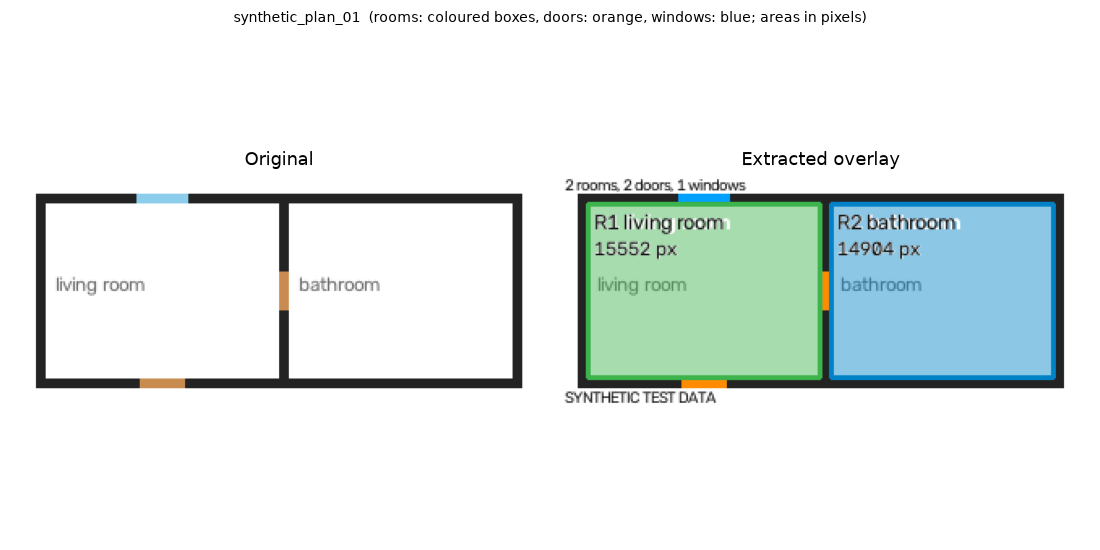 synthetic_plan_01  (rooms: coloured boxes, doors: orange, windows: blue; areas in pixels)
Original
living room
bathroom
Extracted overlay
2 rooms, 2 doors, 1 windows
R1 living room
15552 px
living room
R2 bathroom
14904 px
bathroom
SYNTHETIC TEST DATA